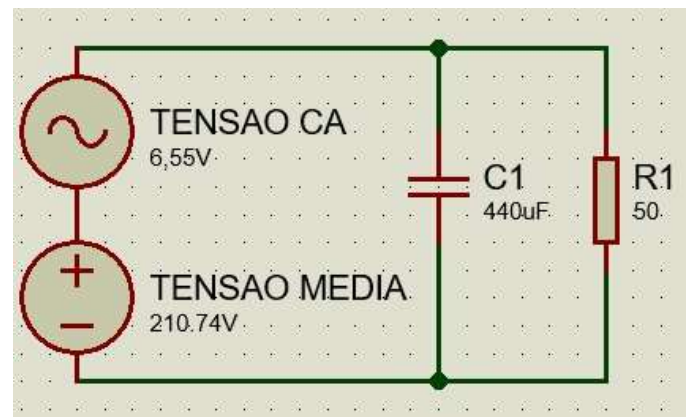 TENSAO CA
6,55V
C1
440uF
R1
50
TENSAO MEDIA
210.74V